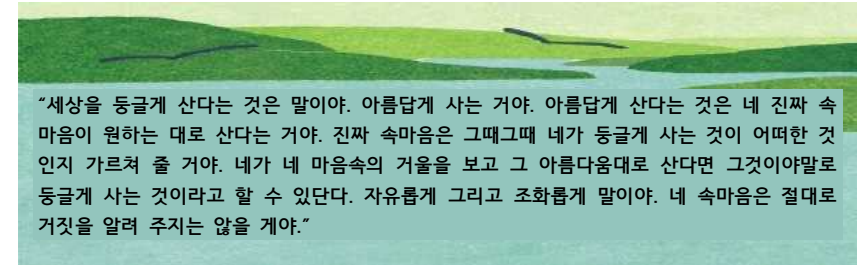 “세상을 둥글게 산다는 것은 말이야. 아름답게 사는 거야. 아름답게 산다는 것은 네 진짜 속
마음이 원하는 대로 산다는 거야. 진짜 속마음은 그때그때 네가 둥글게 사는 것이 어떠한 것
인지 가르쳐 줄 거야. 네가 네 마음속의 거울을 보고 그 아름다움대로 산다면 그것이야말로
둥글게 사는 것이라고 할 수 있단다. 자유롭게 그리고 조화롭게 말이야. 네 속마음은 절대로
거짓을 알려 주지는 않을 게야.”